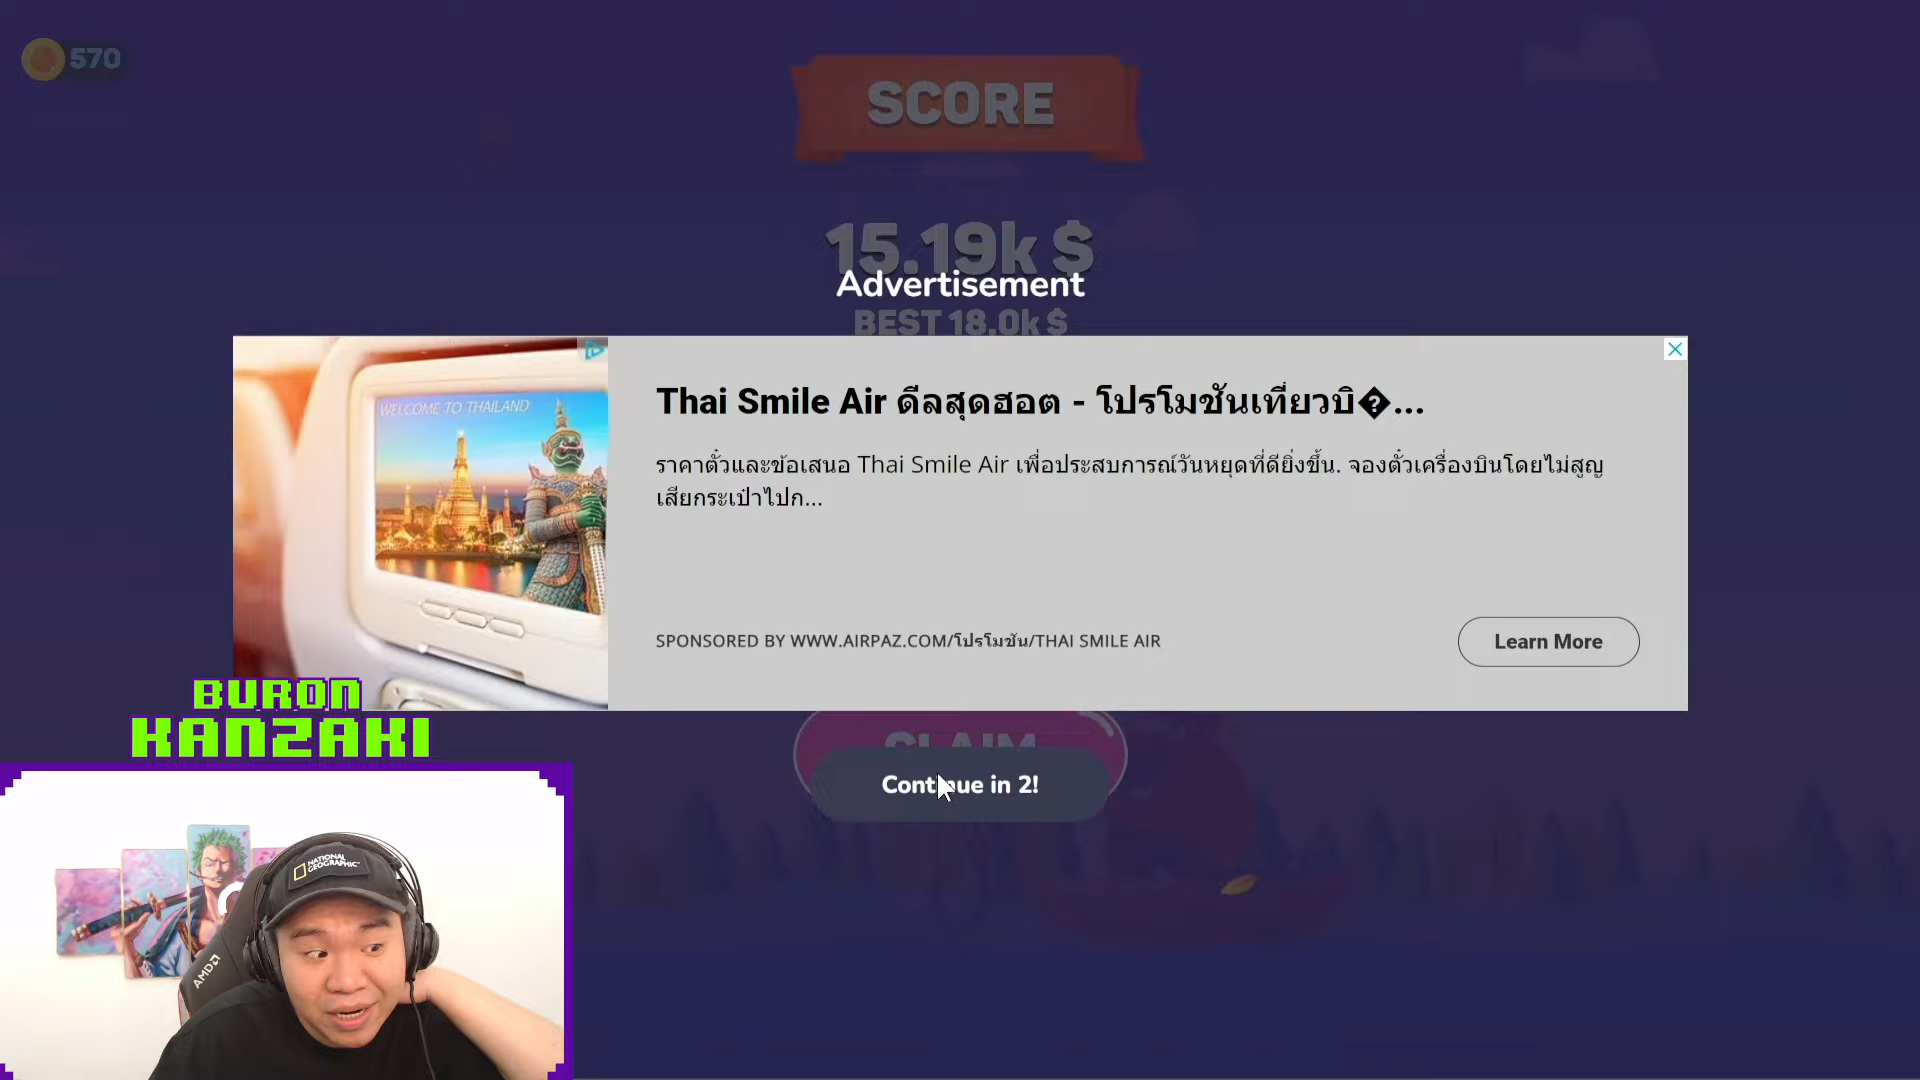 570
SCORE
15.19k $
Advertisement
BEST 18.0k $
WELCOME TO THAILAND
Thai Smile Air ดีลสุดฮอต - โปรโมชันเที่ยวบิ�...
ราคาตั๋วและข้อเสนอ Thai Smile Air เพื่อประสบการณ์วันหยุดที่ดียิ่งขึ้น. จองตั๋วเครื่องบินโดยไม่สูญ
เสียกระเป๋าไปก...
SPONSORED BY WWW.AIRPAZ.COM/โปรโมชัน/THAI SMILE AIR
Learn More
CLAIM
Continue in 2!
BURON
KANZAKI
NATIONAL
GEOGRAPHIC
AMD